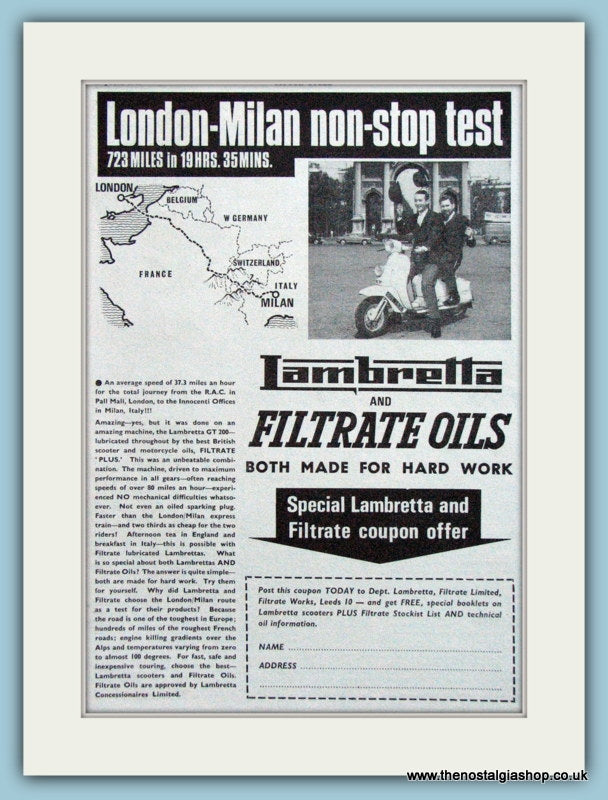 London-Milan non-stop test
723 MILES in 19 HRS. 35 MINS.
LONDON
BELGIUM
W GERMANY
SWITZERLAND
FRANCE
ITALY
MILAN
Lambretta
AND
FILTRATE OILS
BOTH MADE FOR HARD WORK
Special Lambretta and
Filtrate coupon offer
● An average speed of 37.3 miles an hour
for the total journey from the R.A.C. in
Pall Mall, London, to the Innocenti Offices
in Milan, Italy!!!
Amazing—yes, but it was done on an
amazing machine, the Lambretta GT 200—
lubricated throughout by the best British
scooter and motorcycle oils, FILTRATE
'PLUS.' This was an unbeatable combi-
nation. The machine, driven to maximum
performance in all gears—often reaching
speeds of over 80 miles an hour—experi-
enced NO mechanical difficulties whatso-
ever. Not even an oiled sparking plug.
Faster than the London/Milan express
train—and two thirds as cheap for the two
riders! Afternoon tea in England and
breakfast in Italy—this is possible with
Filtrate lubricated Lambrettas. What
is so special about both Lambrettas AND
Filtrate Oils? The answer is quite simple—
both are made for hard work. Try them
for yourself. Why did Lambretta and
Filtrate choose the London/Milan route
as a test for their products? Because
the road is one of the toughest in Europe;
hundreds of miles of the roughest French
roads; engine killing gradients over the
Alps and temperatures varying from zero
to almost 100 degrees. For fast, safe and
inexpensive touring, choose the best—
Lambretta scooters and Filtrate Oils.
Filtrate Oils are approved by Lambretta
Concessionaires Limited.
Post this coupon TODAY to Dept. Lambretta, Filtrate Limited,
Filtrate Works, Leeds 10 — and get FREE, special booklets on
Lambretta scooters PLUS Filtrate Stockist List AND technical
oil information.
NAME
ADDRESS
www.thenostalgiashop.co.uk